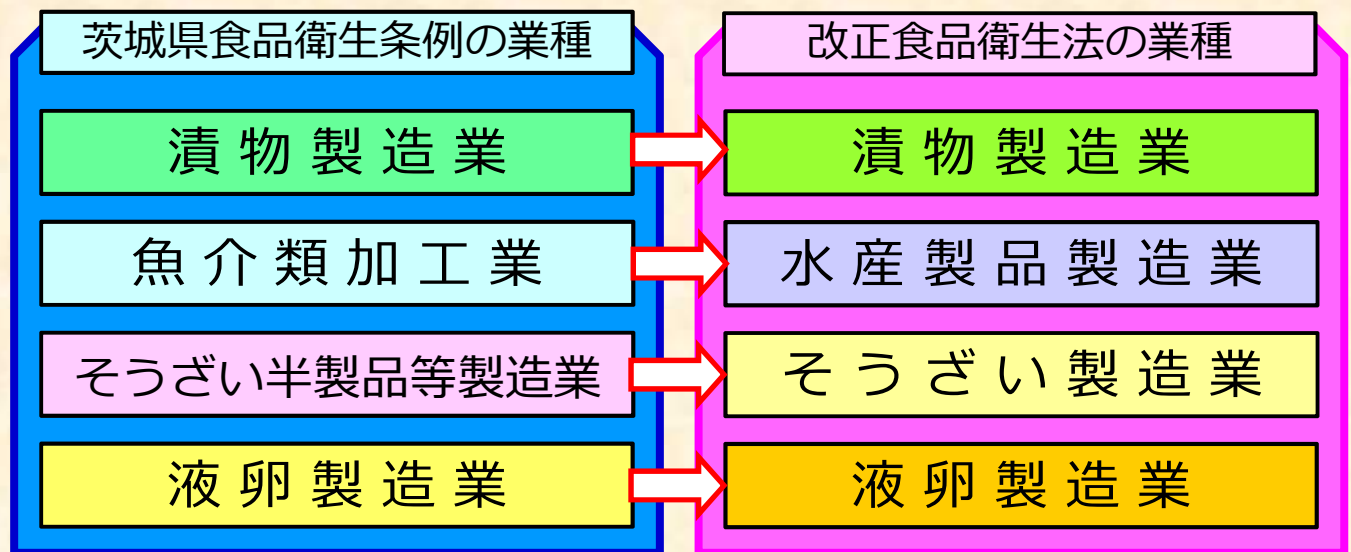 茨城県食品衛生条例の業種
改正食品衛生法の業種
漬物製造業
漬物製造業
魚介類加工業
水産製品製造業
そうざい半製品等製造業
そうざい製造業
液卵製造業
液卵製造業